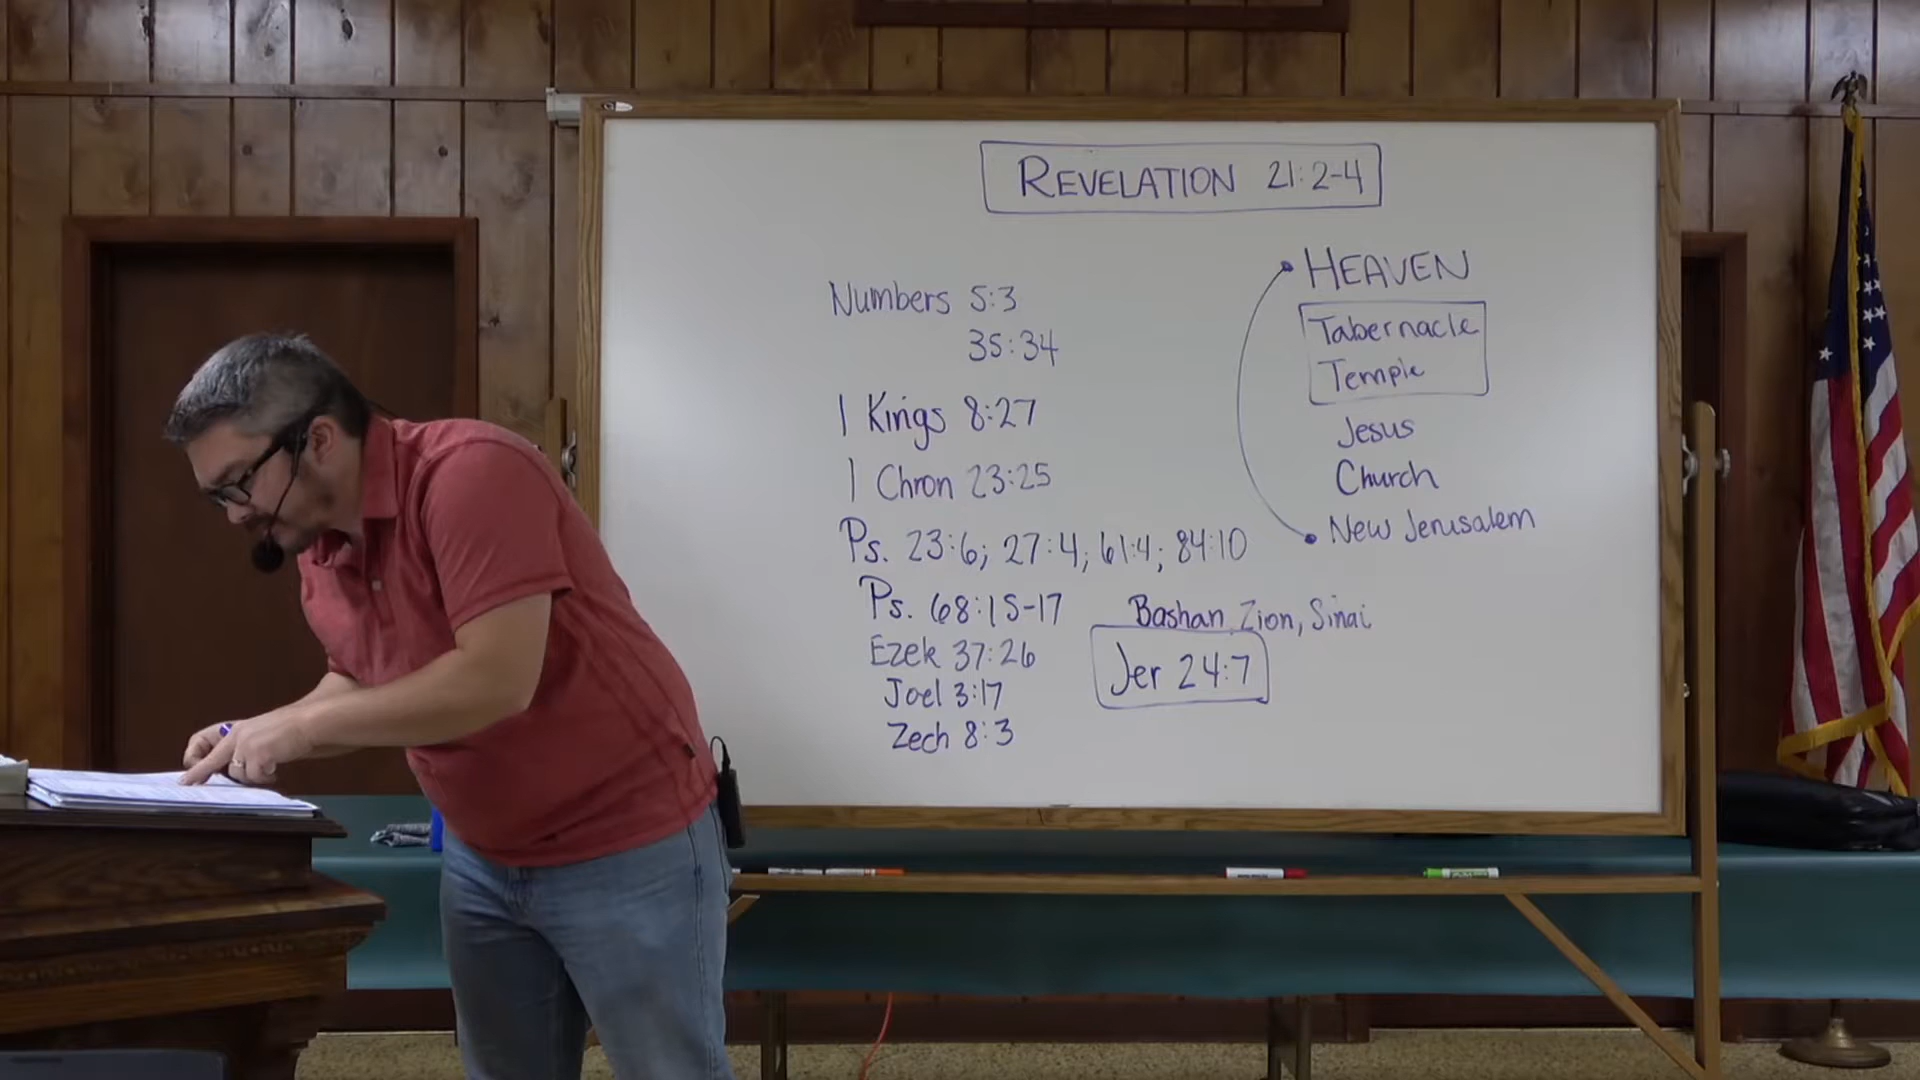 REVELATION 21:2-4
Numbers 5:3
35:34
1 Kings 8:27
1 Chron 23:25
Ps. 23:6; 27:4; 61:4; 84:10
Ps. 68:15-17 Bashan, Zion, Sinai
Ezek 37:26
Joel 3:17
Zech 8:3
Jer 24:7
HEAVEN
Tabernacle
Temple
Jesus
Church
New Jerusalem